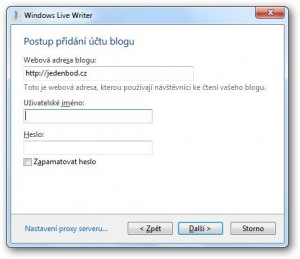 Windows Live Writer
Postup přídání účtu blogu
Webová adresa blogu:
http://jedenbod.cz
Toto je webová adresa, kterou používají návštěvníci ke čtení vašeho blogu.
Uživatelské jméno:
Heslo:
Zapamatovat heslo
Nastavení proxy serveru...
< Zpět
Další >
Storno